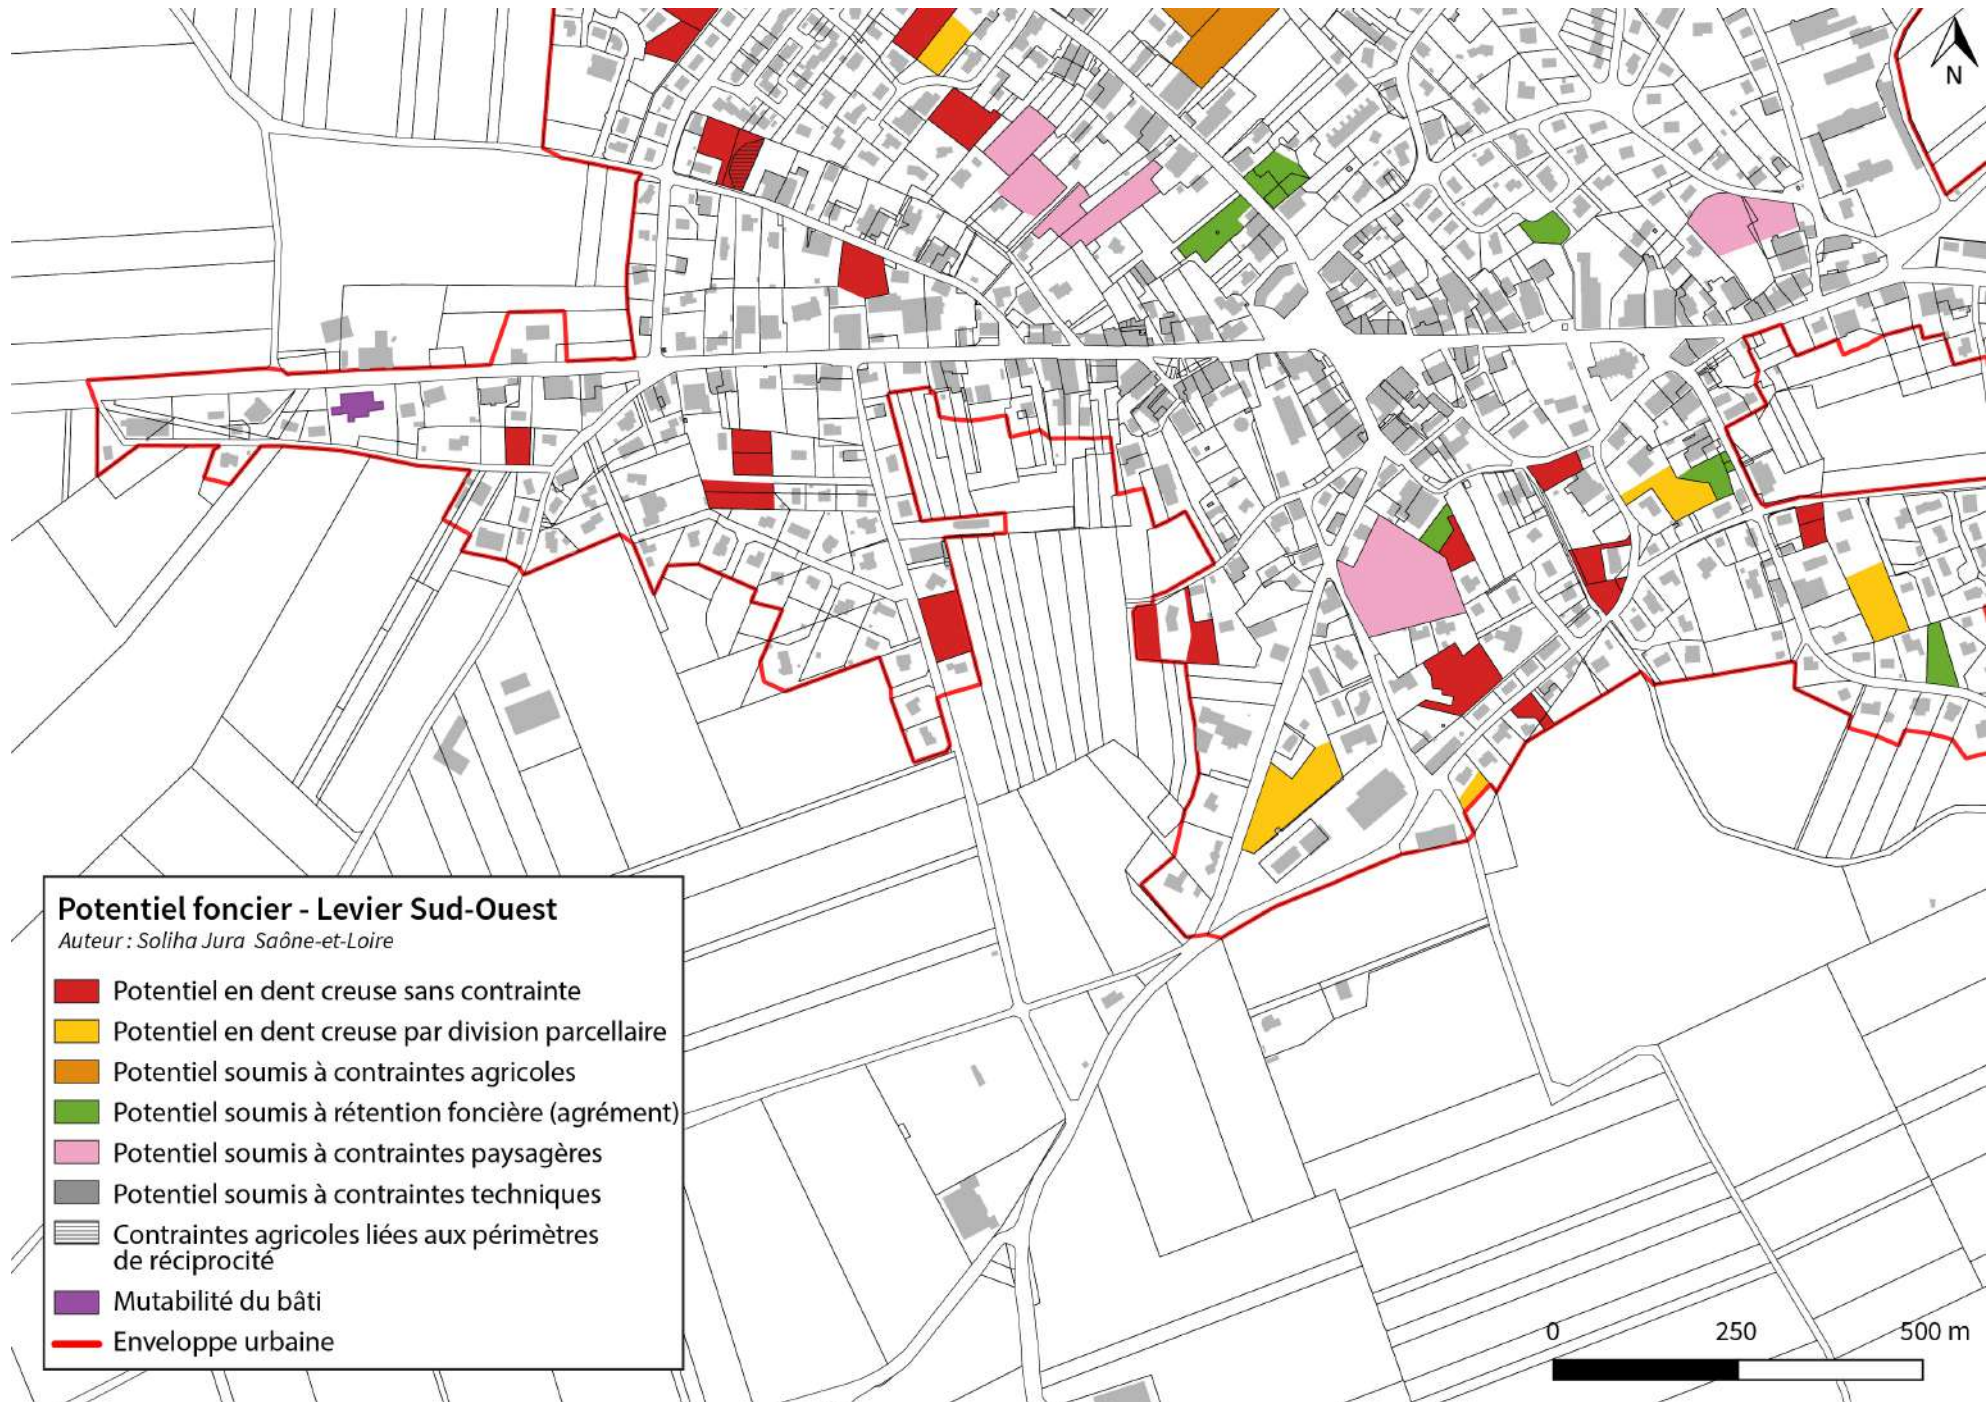 N
Potentiel foncier - Levier Sud-Ouest
Auteur : Soliha Jura Saône-et-Loire
Potentiel en dent creuse sans contrainte
Potentiel en dent creuse par division parcellaire
Potentiel soumis à contraintes agricoles
Potentiel soumis à rétention foncière (agrément)
Potentiel soumis à contraintes paysagères
Potentiel soumis à contraintes techniques
Contraintes agricoles liées aux périmètres
de réciprocité
Mutabilité du bâti
Enveloppe urbaine
0 250 500 m